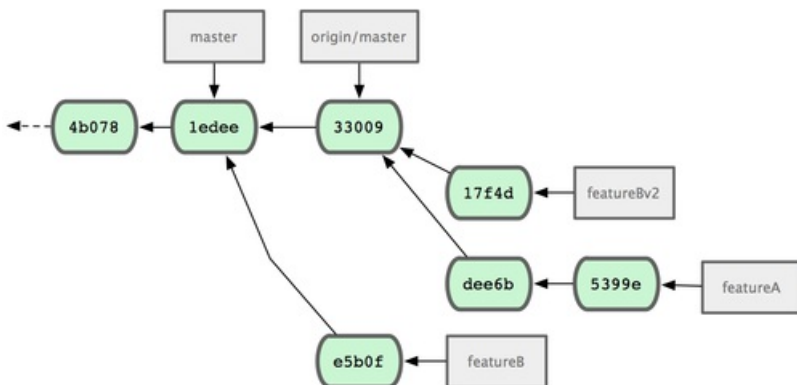 master
origin/master
4b078
1edee
33009
17f4d
featureBv2
dee6b
5399e
featureA
e5b0f
featureB